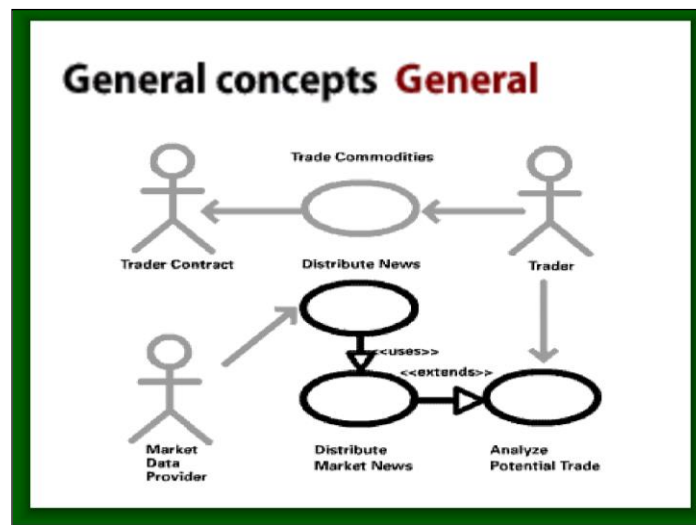 General concepts General
Trade Commodities
Trader Contract
Distribute News
Trader
<<uses>>
<<extends>>
Market
Data
Provider
Distribute
Market News
Analyze
Potential Trade